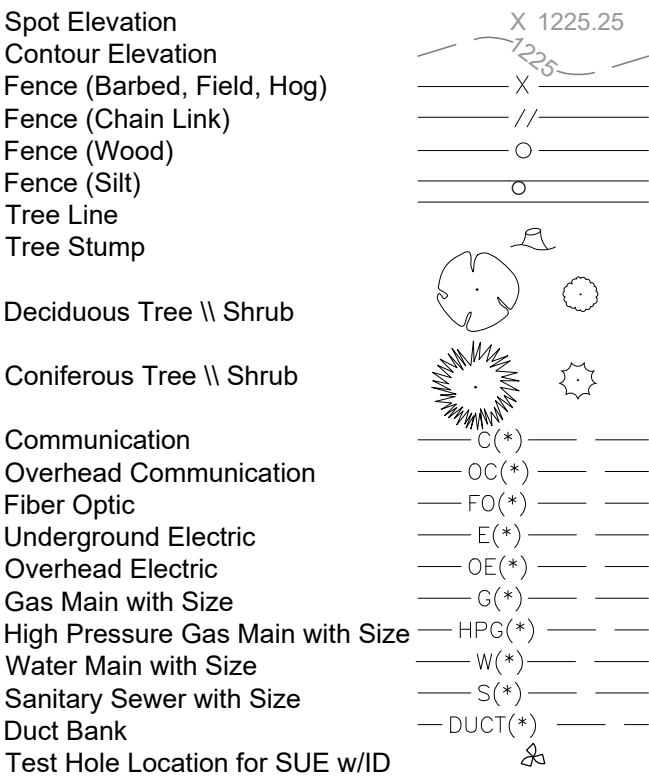 Spot Elevation X 1225.25
Contour Elevation 1225
Fence (Barbed, Field, Hog) X
Fence (Chain Link) //
Fence (Wood)
Fence (Silt)
Tree Line
Tree Stump
Deciduous Tree \\ Shrub
Coniferous Tree \\ Shrub
Communication C(*)
Overhead Communication OC(*)
Fiber Optic FO(*)
Underground Electric E(*)
Overhead Electric OE(*)
Gas Main with Size G(*)
High Pressure Gas Main with Size HPG(*)
Water Main with Size W(*)
Sanitary Sewer with Size S(*)
Duct Bank DUCT(*)
Test Hole Location for SUE w/ID